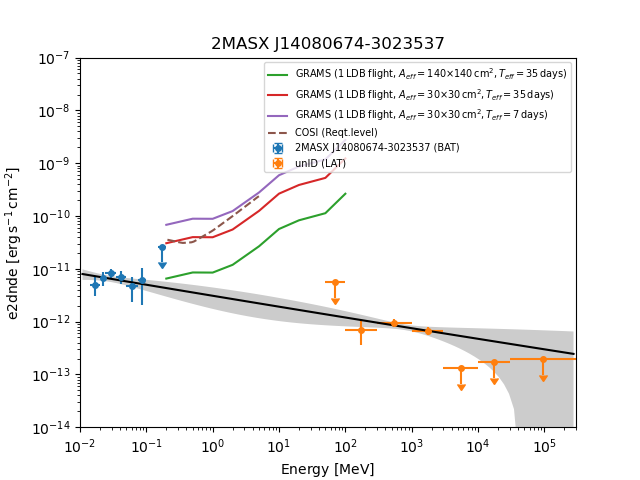 2MASX J14080674-3023537
GRAMS (1 LDB flight, A_eff = 140×140 cm², T_eff = 35 days)
GRAMS (1 LDB flight, A_eff = 30×30 cm², T_eff = 35 days)
GRAMS (1 LDB flight, A_eff = 30×30 cm², T_eff = 7 days)
COSI (Reqt.level)
2MASX J14080674-3023537 (BAT)
unID (LAT)
e2dnde [erg s⁻¹ cm⁻²]
10⁻⁷
10⁻⁸
10⁻⁹
10⁻¹⁰
10⁻¹¹
10⁻¹²
10⁻¹³
10⁻¹⁴
10⁻² 10⁻¹ 10⁰ 10¹ 10² 10³ 10⁴ 10⁵
Energy [MeV]